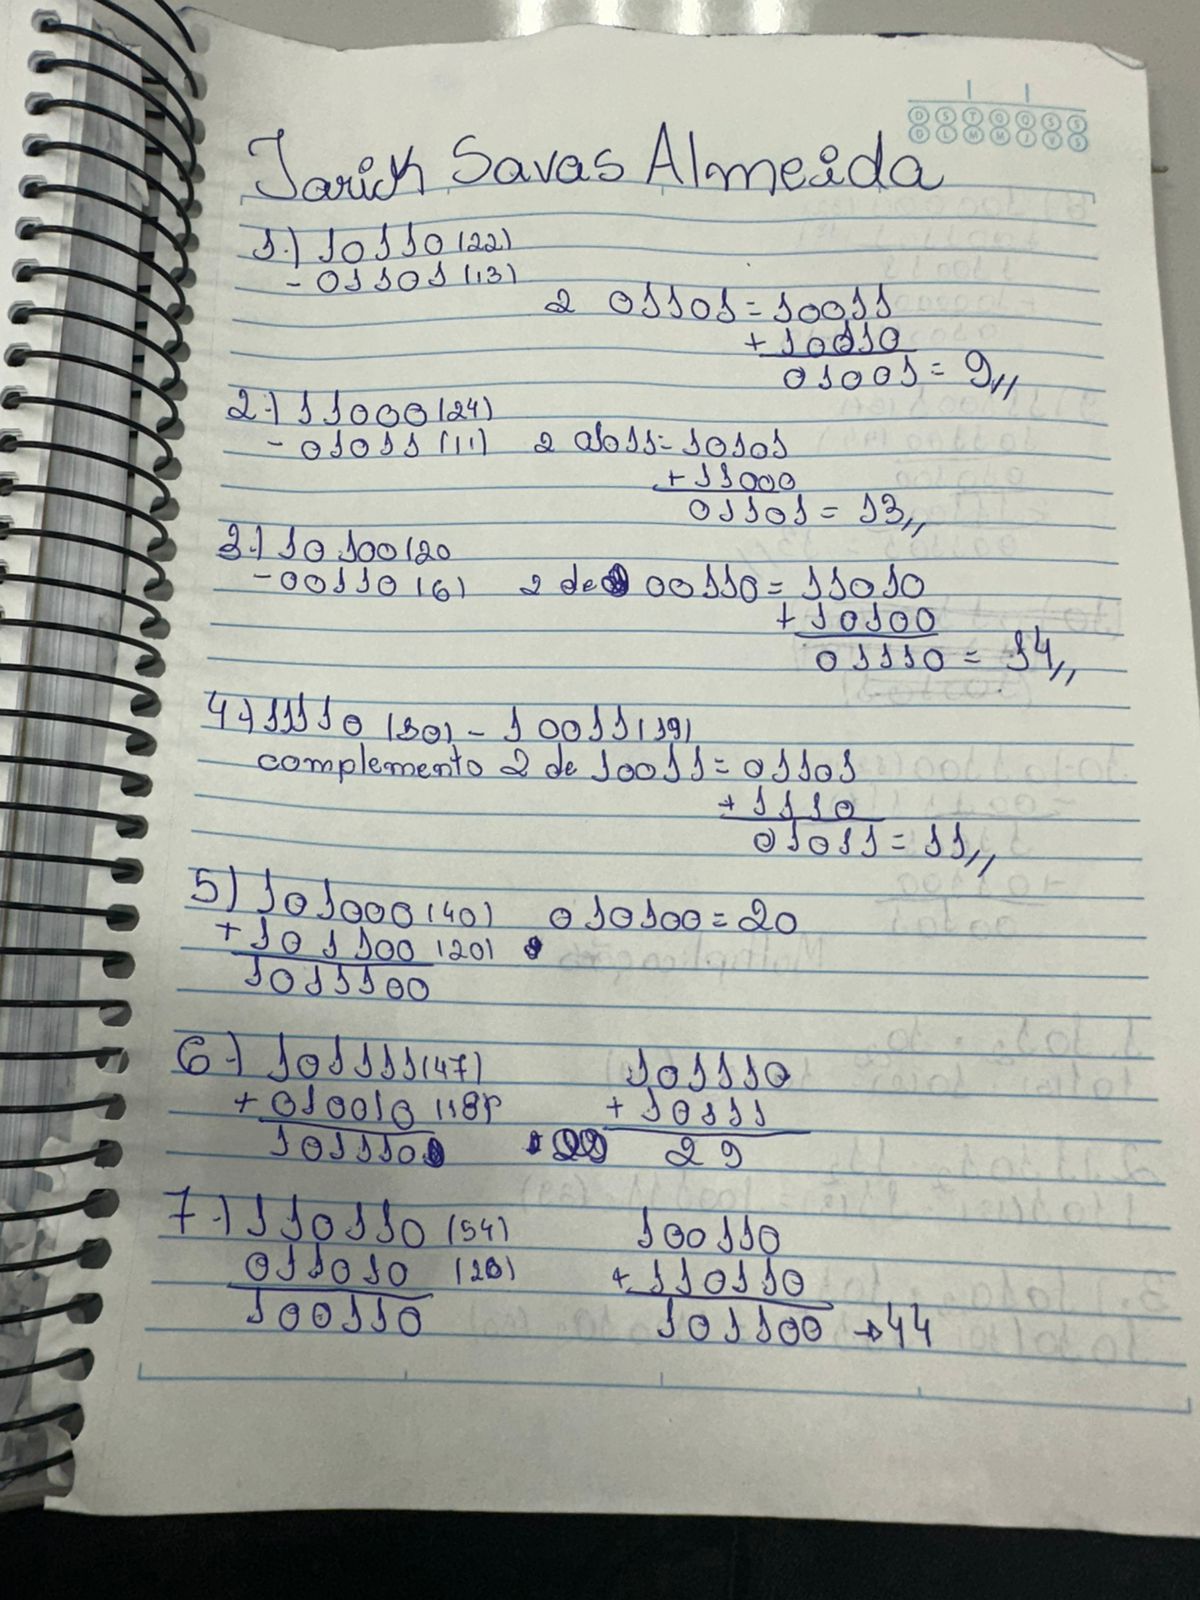 D S T Q Q S S
D L M M J V S
Tarick Savas Almeida
1.) 10110 (22)
- 01101 (13)
2 01101 = 10011
+ 10010
01001 = 9,,
2.) 11000 (24)
- 01011 (11) 2 01011 = 10101
+ 11000
01101 = 13,,
3.) 10100 (20
- 00110 (6) 2 de 00110 = 11010
+ 10100
01110 = 14,,
4.) 11110 (30) - 10011 (19)
complemento 2 de 10011 = 01101
+ 1110
01011 = 11,,
5) 101000 (40) 010100 = 20
+ 101100 (20)
1011100
6.) 101111 (47) 101110
+ 010010 (18) + 10111
101110 29
7.) 110110 (54) 100110
011010 (26) + 110110
100110 101100 → 44